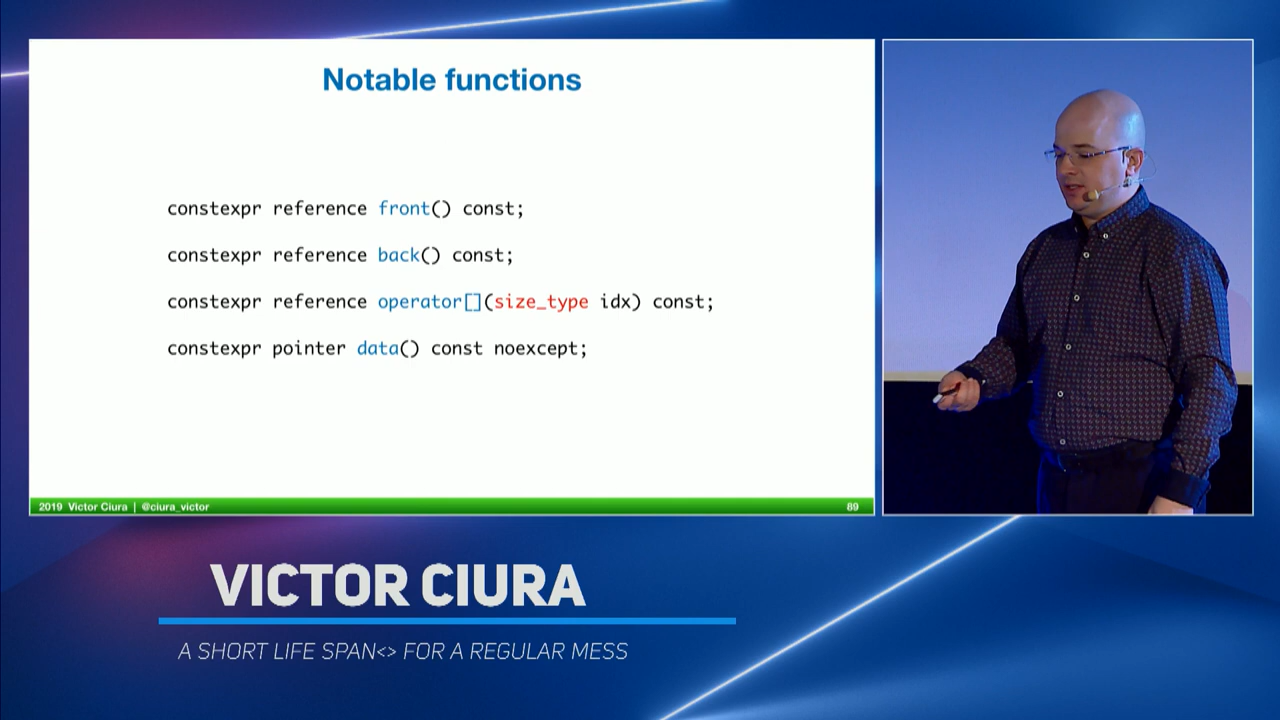 Notable functions
constexpr reference front() const;
constexpr reference back() const;
constexpr reference operator[](size_type idx) const;
constexpr pointer data() const noexcept;
2019 Victor Ciura | @ciura_victor
89
VICTOR CIURA
A SHORT LIFE SPAN<> FOR A REGULAR MESS